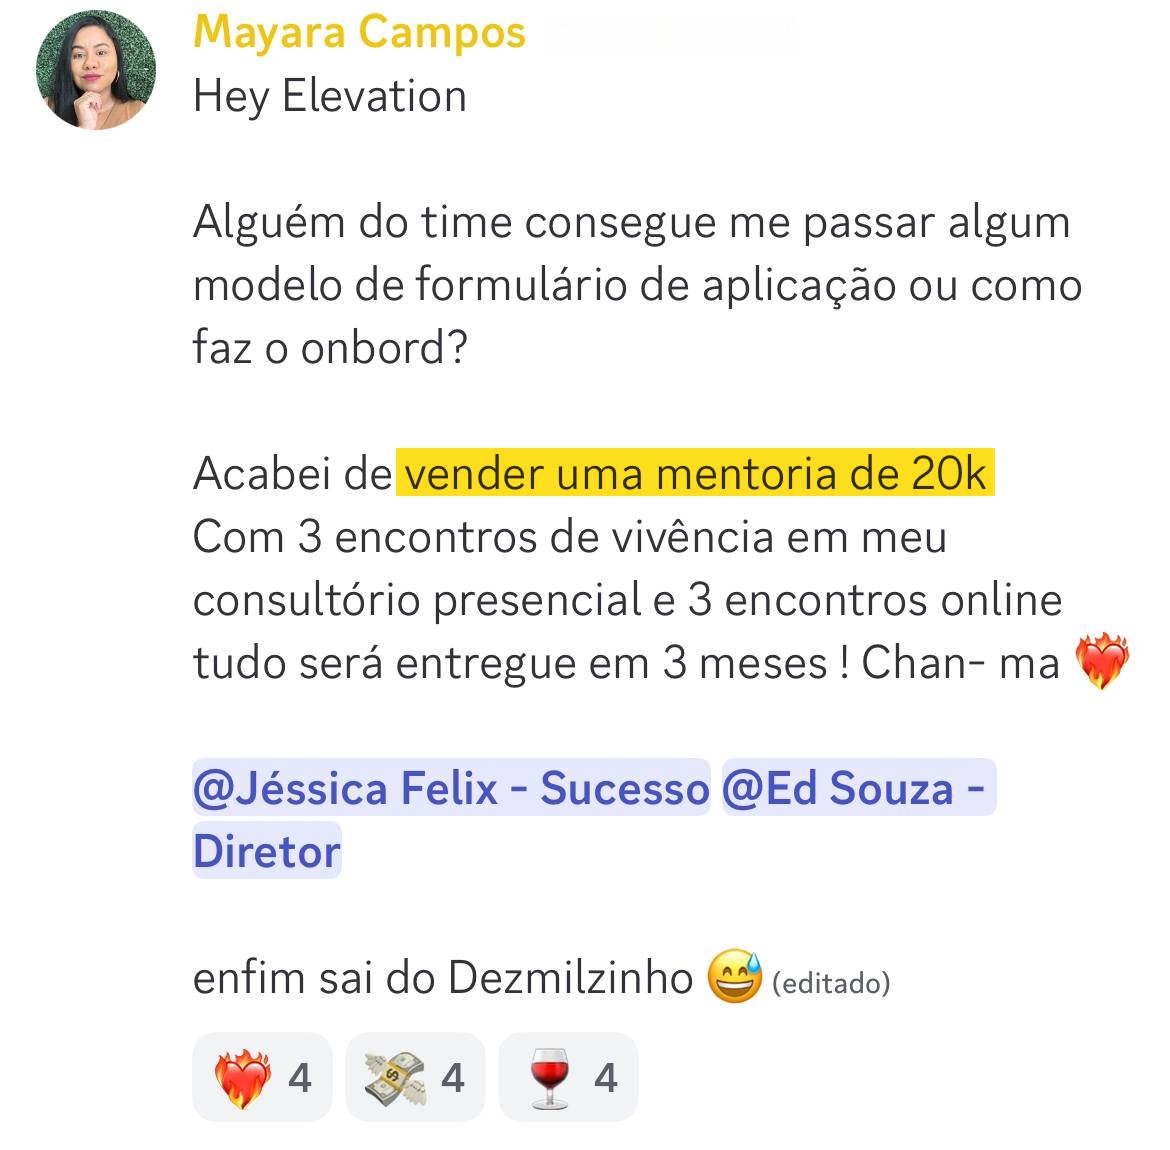 Mayara Campos
Hey Elevation
Alguém do time consegue me passar algum
modelo de formulário de aplicação ou como
faz o onbord?
Acabei de vender uma mentoria de 20k
Com 3 encontros de vivência em meu
consultório presencial e 3 encontros online
tudo será entregue em 3 meses ! Chan- ma ❤️‍🔥
@Jéssica Felix - Sucesso @Ed Souza -
Diretor
enfim sai do Dezmilzinho 😅 (editado)
❤️‍🔥 4 💸 4 🍷 4